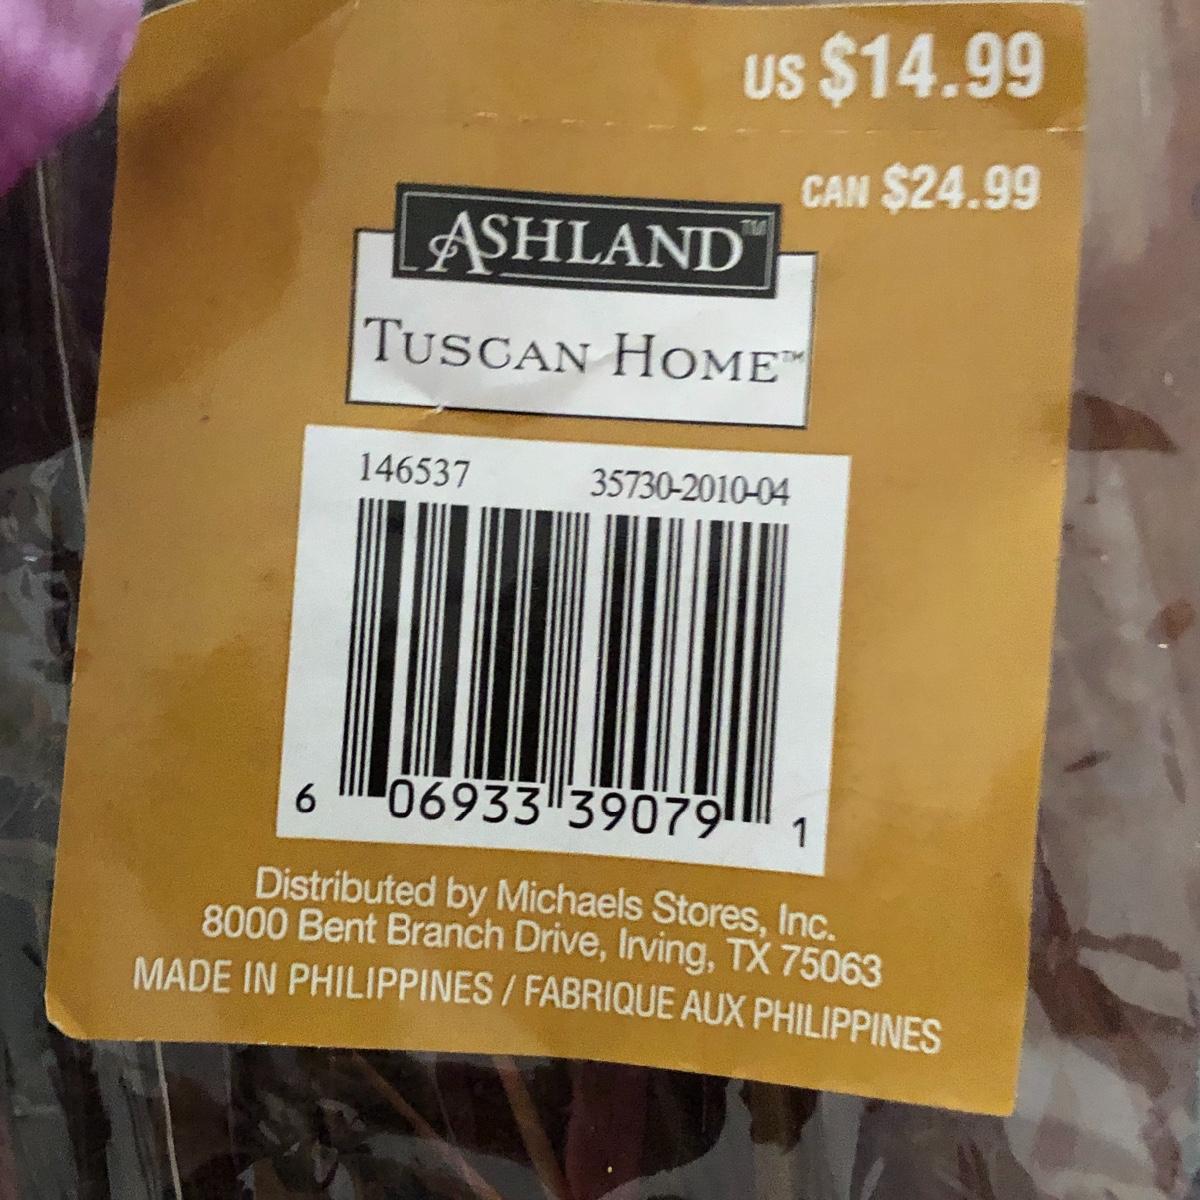 US $14.99
CAN $24.99
ASHLAND™
TUSCAN HOME™
146537 35730-2010-04
6 06933 39079 1
Distributed by Michaels Stores, Inc.
8000 Bent Branch Drive, Irving, TX 75063
MADE IN PHILIPPINES / FABRIQUE AUX PHILIPPINES